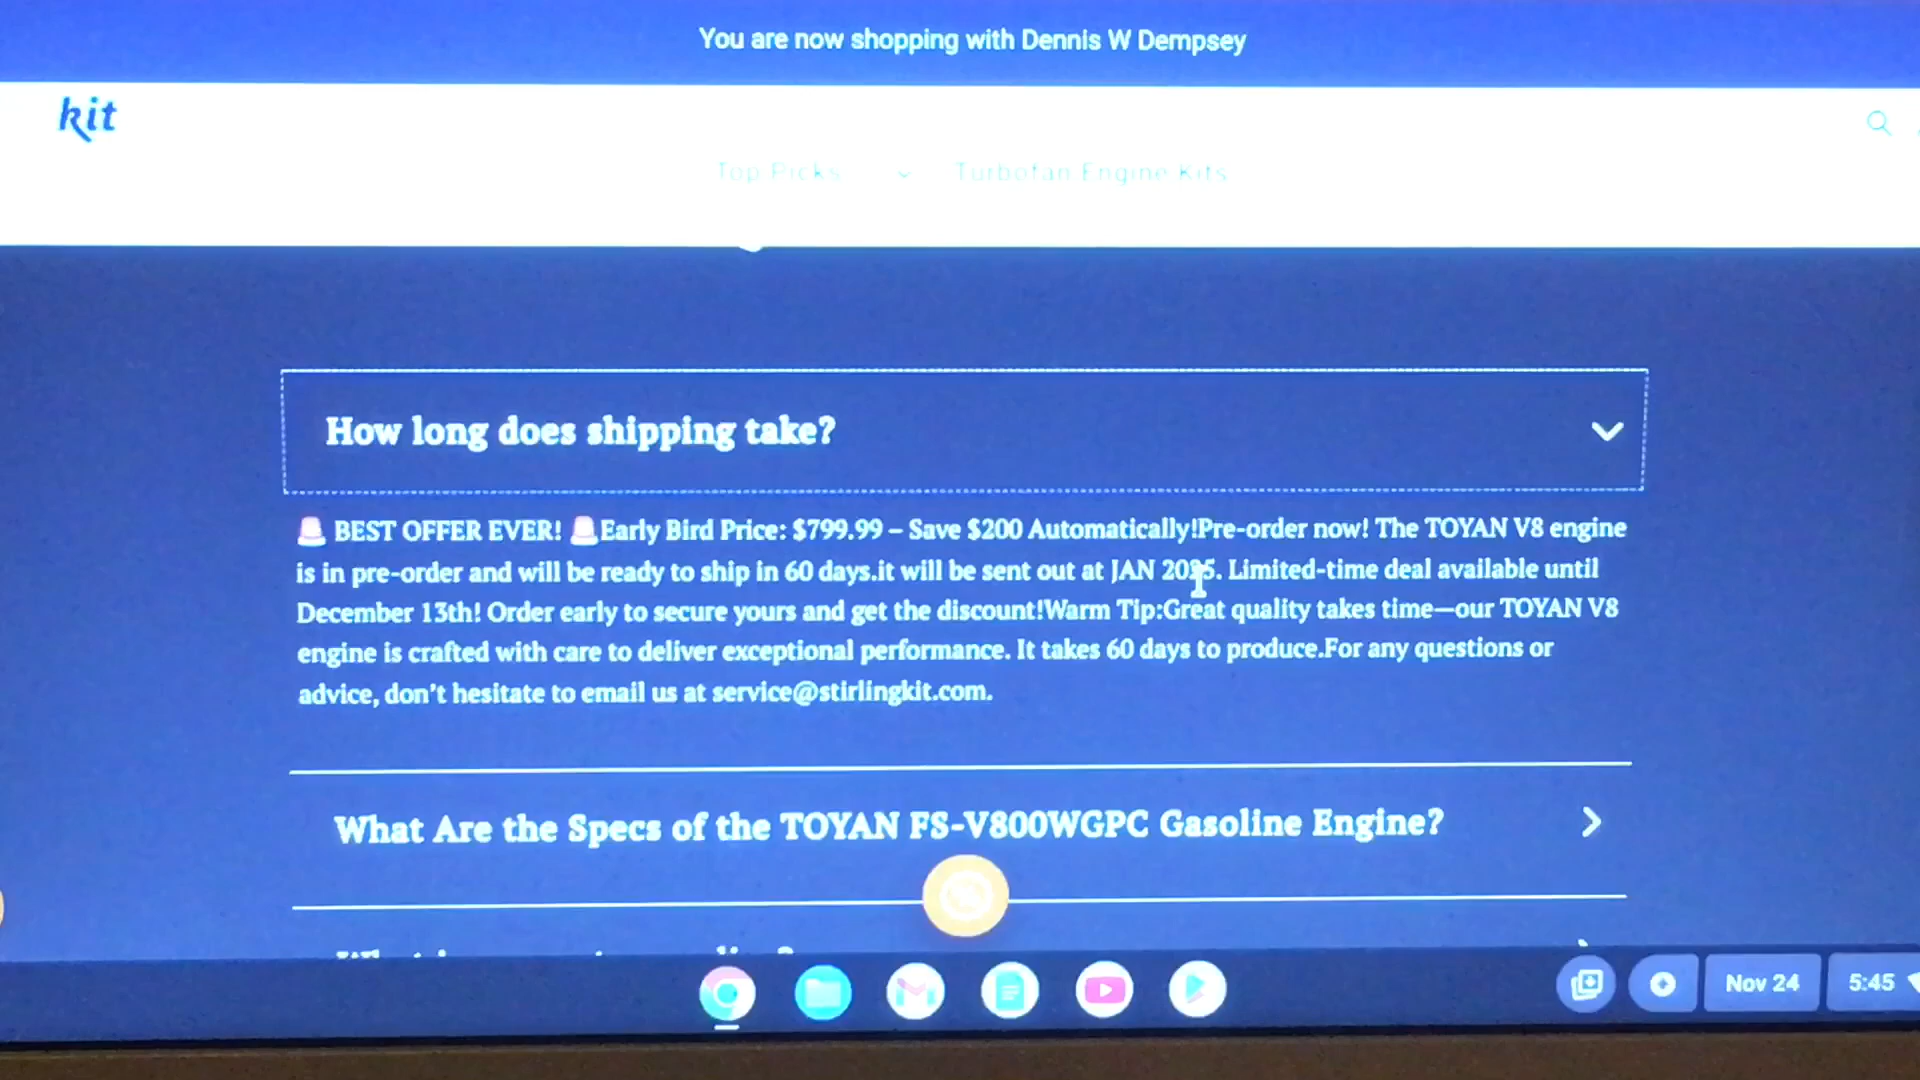 You are now shopping with Dennis W Dempsey
kit
Top Picks Turbofan Engine Kits
How long does shipping take?
🚨 BEST OFFER EVER! 🚨Early Bird Price: $799.99 – Save $200 Automatically!Pre-order now! The TOYAN V8 engine
is in pre-order and will be ready to ship in 60 days.it will be sent out at JAN 2025. Limited-time deal available until
December 13th! Order early to secure yours and get the discount!Warm Tip:Great quality takes time—our TOYAN V8
engine is crafted with care to deliver exceptional performance. It takes 60 days to produce.For any questions or
advice, don't hesitate to email us at service@stirlingkit.com.
What Are the Specs of the TOYAN FS-V800WGPC Gasoline Engine?
Nov 24 5:45